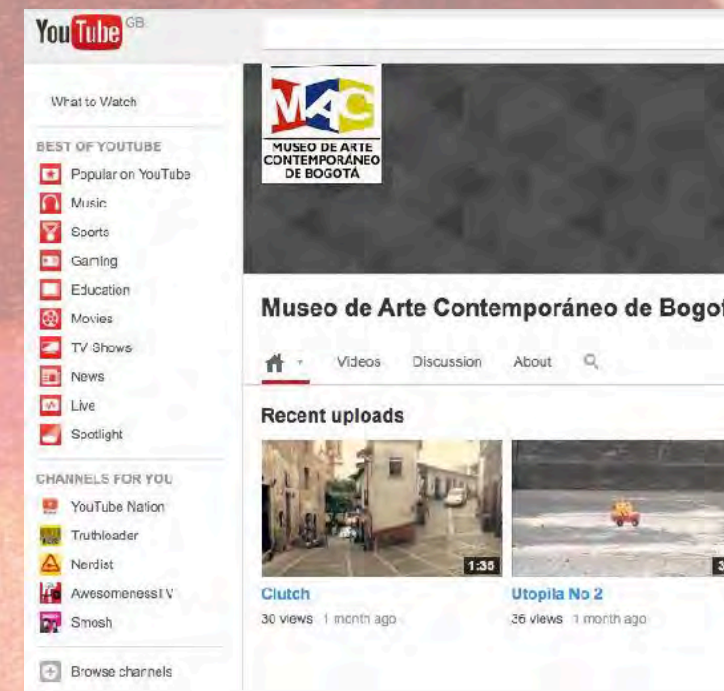 You Tube GB
What to Watch
BEST OF YOUTUBE
Popular on YouTube
Music
Sports
Gaming
Education
Movies
TV Shows
News
Live
Spotlight
CHANNELS FOR YOU
YouTube Nation
Truthloader
Nerdist
AwesomenessTV
Smosh
Browse channels
MAC
MUSEO DE ARTE
CONTEMPORÁNEO
DE BOGOTÁ
Museo de Arte Contemporáneo de Bogot
Videos Discussion About
Recent uploads
1:35 3
Clutch Utopila No 2
30 views 1 month ago 36 views 1 month ago